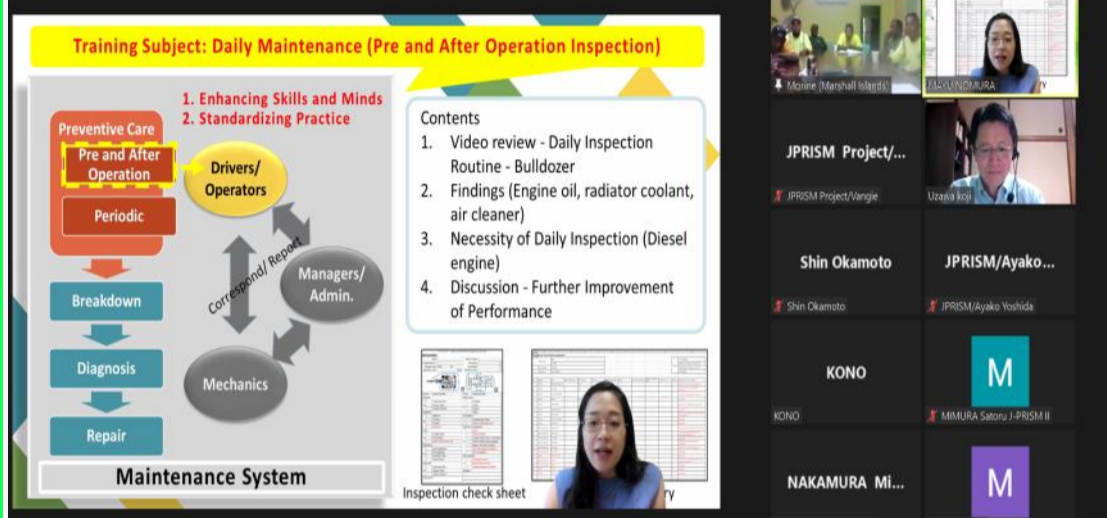 Training Subject: Daily Maintenance (Pre and After Operation Inspection)
1. Enhancing Skills and Minds
2. Standardizing Practice
Preventive Care
Pre and After
Operation
Periodic
Breakdown
Diagnosis
Repair
Drivers/
Operators
Correspond/ Report
Managers/
Admin.
Mechanics
Maintenance System
Contents
1. Video review - Daily Inspection
Routine - Bulldozer
2. Findings (Engine oil, radiator coolant,
air cleaner)
3. Necessity of Daily Inspection (Diesel
engine)
4. Discussion - Further Improvement
of Performance
Inspection check sheet
ry
Morine (Marshall Islands)
MAYU NOMURA
JPRISM Project/...
JPRISM Project/Vangie
Uzawa koji
Shin Okamoto
Shin Okamoto
JPRISM/Ayako...
JPRISM/Ayako Yoshida
KONO
KONO
M
MIMURA Satoru J-PRISM II
NAKAMURA Mi...
M